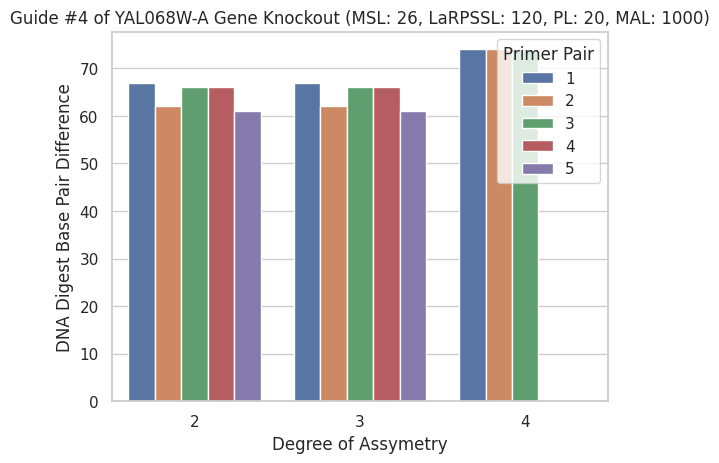 Guide #4 of YAL068W-A Gene Knockout (MSL: 26, LaRPSSL: 120, PL: 20, MAL: 1000)
DNA Digest Base Pair Difference
70
60
50
40
30
20
10
0
Primer Pair
1
2
3
4
5
2 3 4
Degree of Assymetry